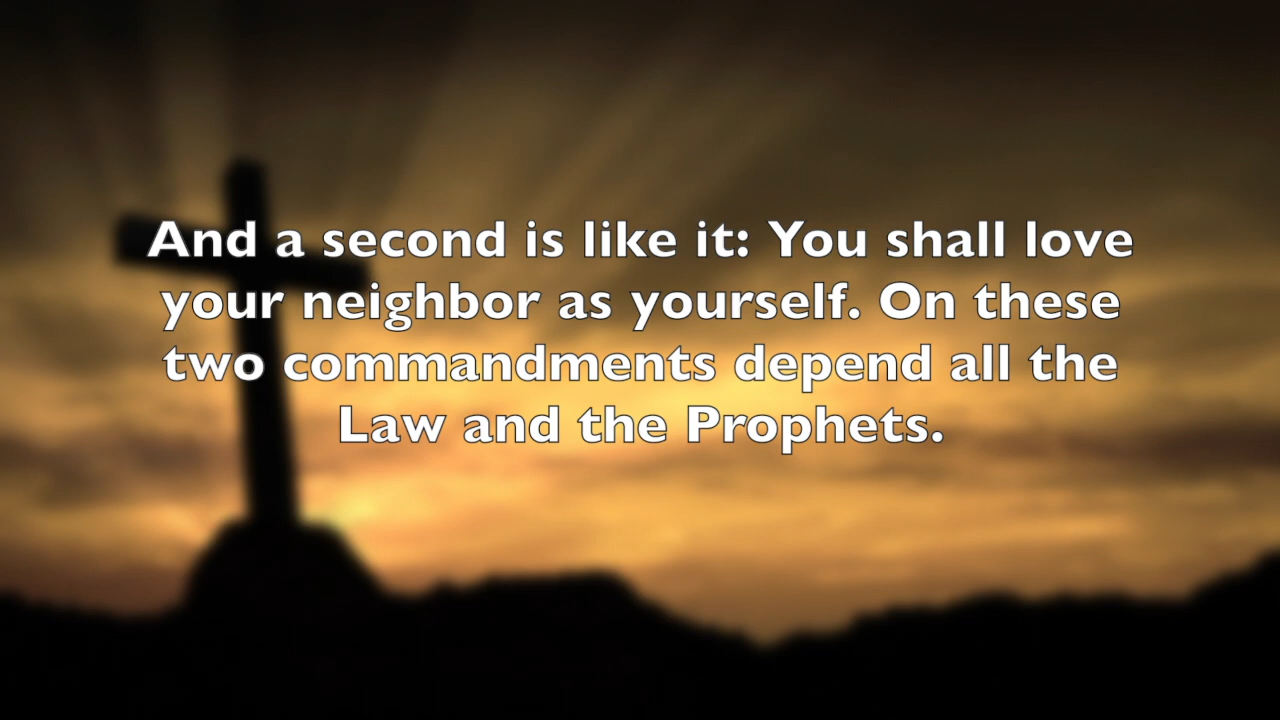 And a second is like it: You shall love
your neighbor as yourself. On these
two commandments depend all the
Law and the Prophets.